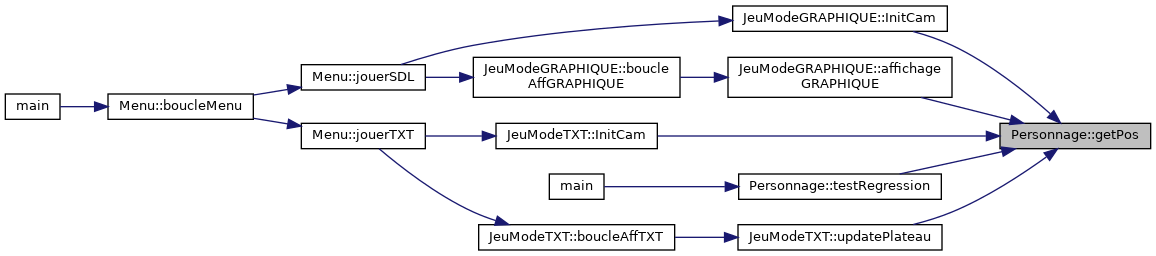 JeuModeGRAPHIQUE::InitCam
Menu::jouerSDL
JeuModeGRAPHIQUE::boucle
AffGRAPHIQUE
JeuModeGRAPHIQUE::affichage
GRAPHIQUE
main
Menu::boucleMenu
Menu::jouerTXT
JeuModeTXT::InitCam
Personnage::getPos
main
Personnage::testRegression
JeuModeTXT::boucleAffTXT
JeuModeTXT::updatePlateau